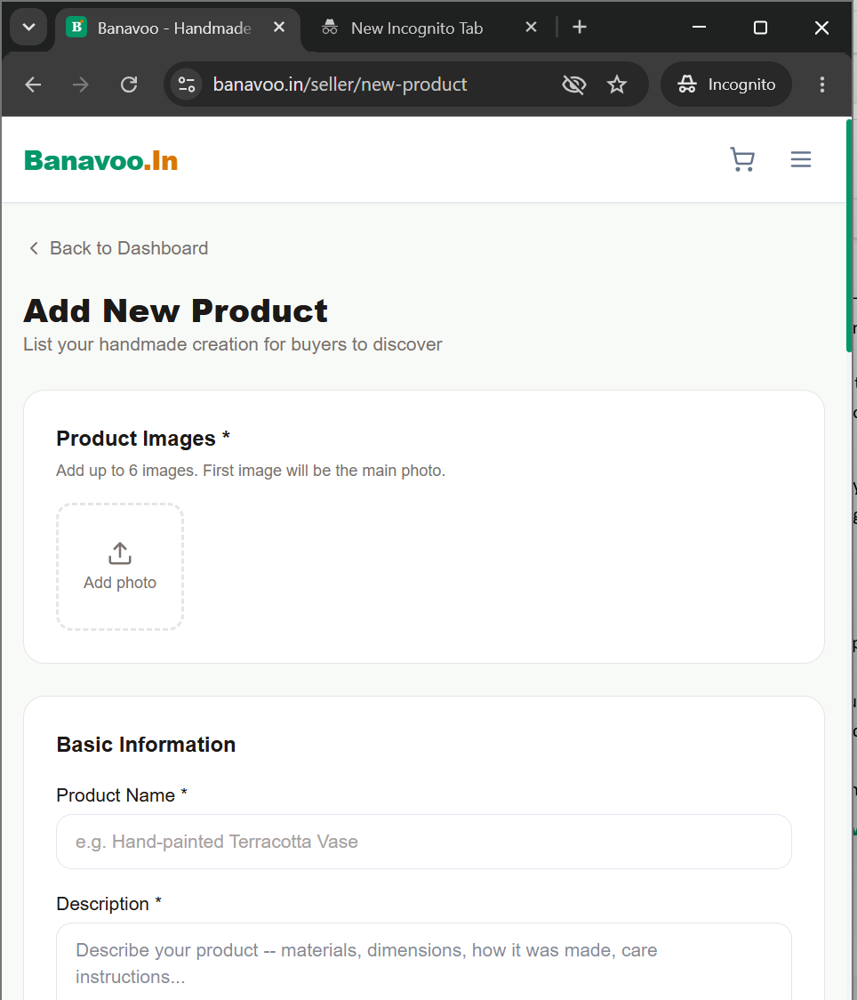 Banavoo - Handmade
New Incognito Tab
banavoo.in/seller/new-product
Incognito
Banavoo.In
Back to Dashboard
Add New Product
List your handmade creation for buyers to discover
Product Images *
Add up to 6 images. First image will be the main photo.
Add photo
Basic Information
Product Name *
e.g. Hand-painted Terracotta Vase
Description *
Describe your product -- materials, dimensions, how it was made, care
instructions...